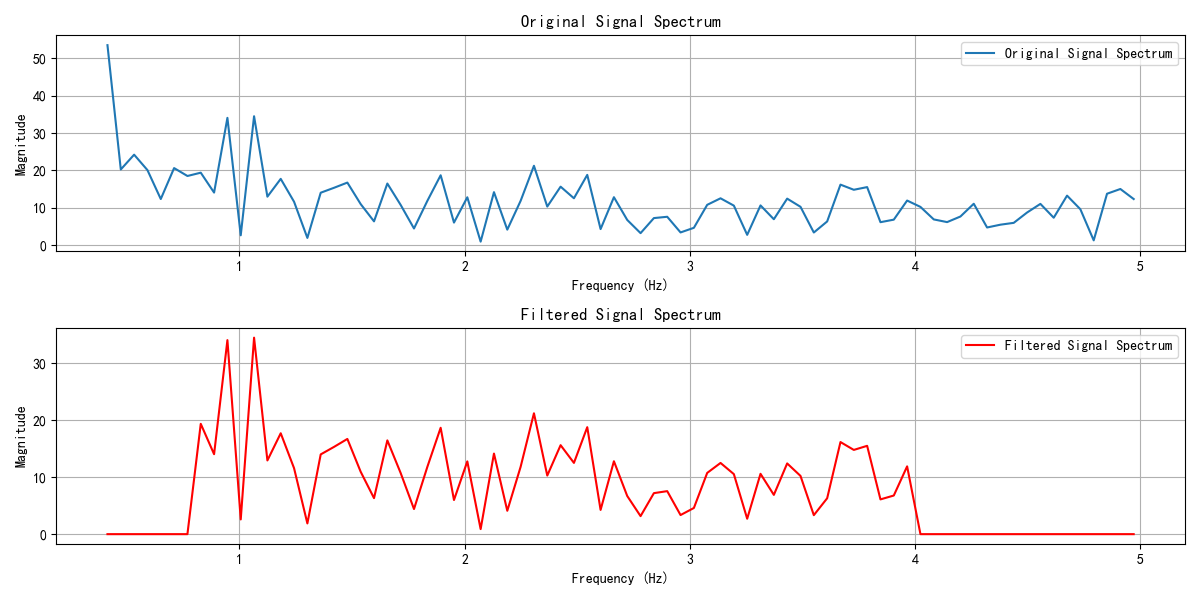 Original Signal Spectrum
Original Signal Spectrum
Magnitude
50
40
30
20
10
0
1 2 3 4 5
Frequency (Hz)
Filtered Signal Spectrum
Filtered Signal Spectrum
Magnitude
30
20
10
0
1 2 3 4 5
Frequency (Hz)